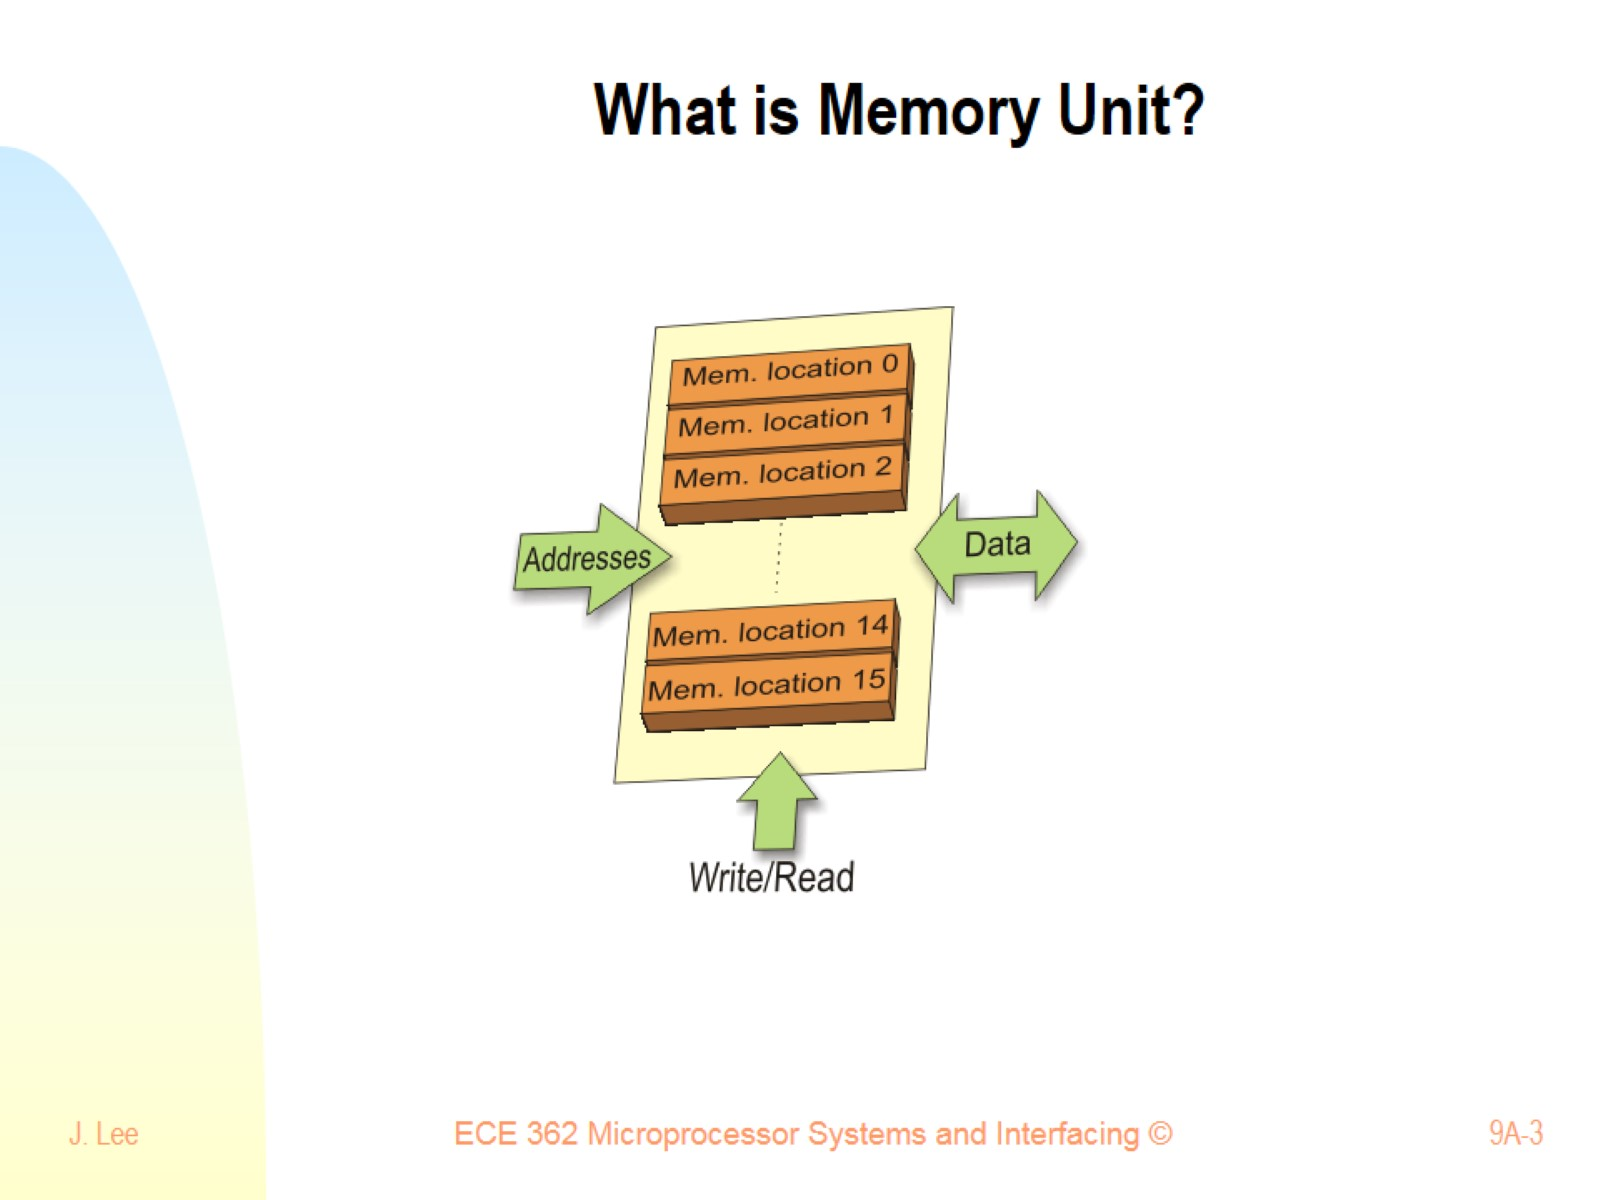 What is Memory Unit?
Mem. location 0
Mem. location 1
Mem. location 2
Addresses
Data
Mem. location 14
Mem. location 15
Write/Read
J. Lee
ECE 362 Microprocessor Systems and Interfacing ©
9A-3